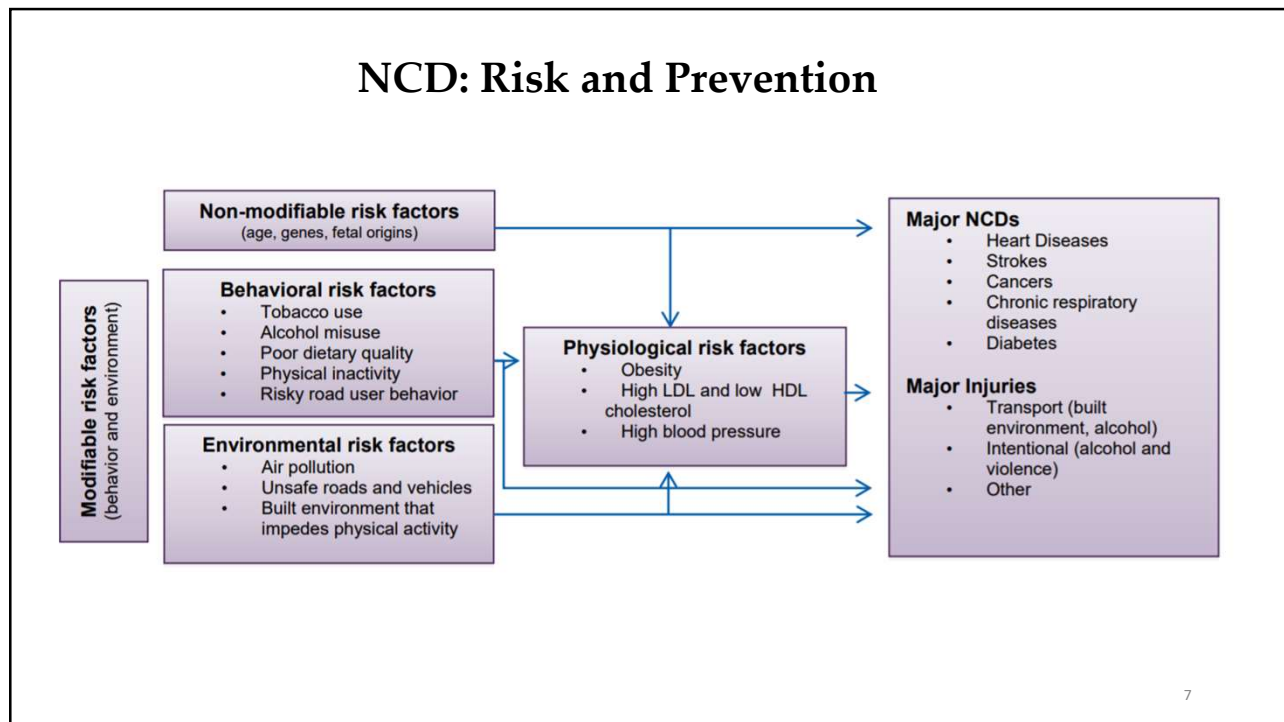 NCD: Risk and Prevention
Non-modifiable risk factors
(age, genes, fetal origins)
Modifiable risk factors
(behavior and environment)
Behavioral risk factors
• Tobacco use
• Alcohol misuse
• Poor dietary quality
• Physical inactivity
• Risky road user behavior
Environmental risk factors
• Air pollution
• Unsafe roads and vehicles
• Built environment that
impedes physical activity
Physiological risk factors
• Obesity
• High LDL and low HDL
cholesterol
• High blood pressure
Major NCDs
• Heart Diseases
• Strokes
• Cancers
• Chronic respiratory
diseases
• Diabetes
Major Injuries
• Transport (built
environment, alcohol)
• Intentional (alcohol and
violence)
• Other
7